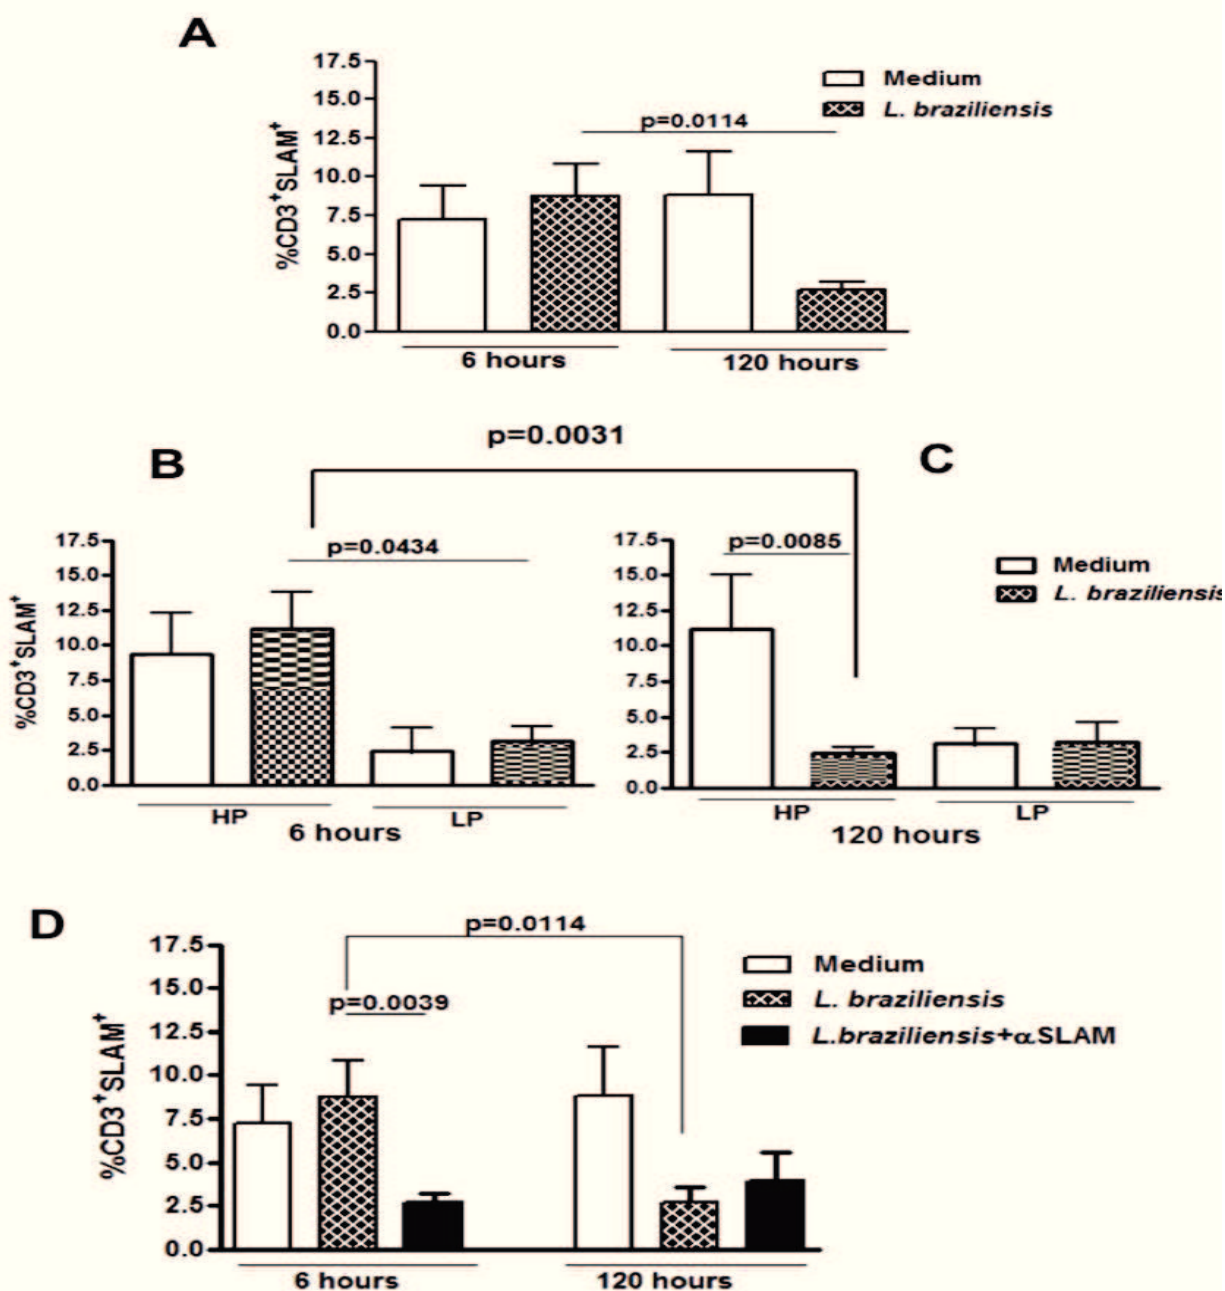 A
17.5
15.0
12.5
10.0
7.5
5.0
2.5
0.0
%CD3+SLAM+
Medium
L. braziliensis
p=0.0114
6 hours
120 hours
p=0.0031
B
C
17.5
15.0
12.5
10.0
7.5
5.0
2.5
0.0
%CD3+SLAM+
p=0.0434
HP
LP
6 hours
17.5
15.0
12.5
10.0
7.5
5.0
2.5
0.0
p=0.0085
HP
LP
120 hours
Medium
L. braziliensis
D
17.5
15.0
12.5
10.0
7.5
5.0
2.5
0.0
%CD3+SLAM+
p=0.0114
p=0.0039
6 hours
120 hours
Medium
L. braziliensis
L.braziliensis+αSLAM